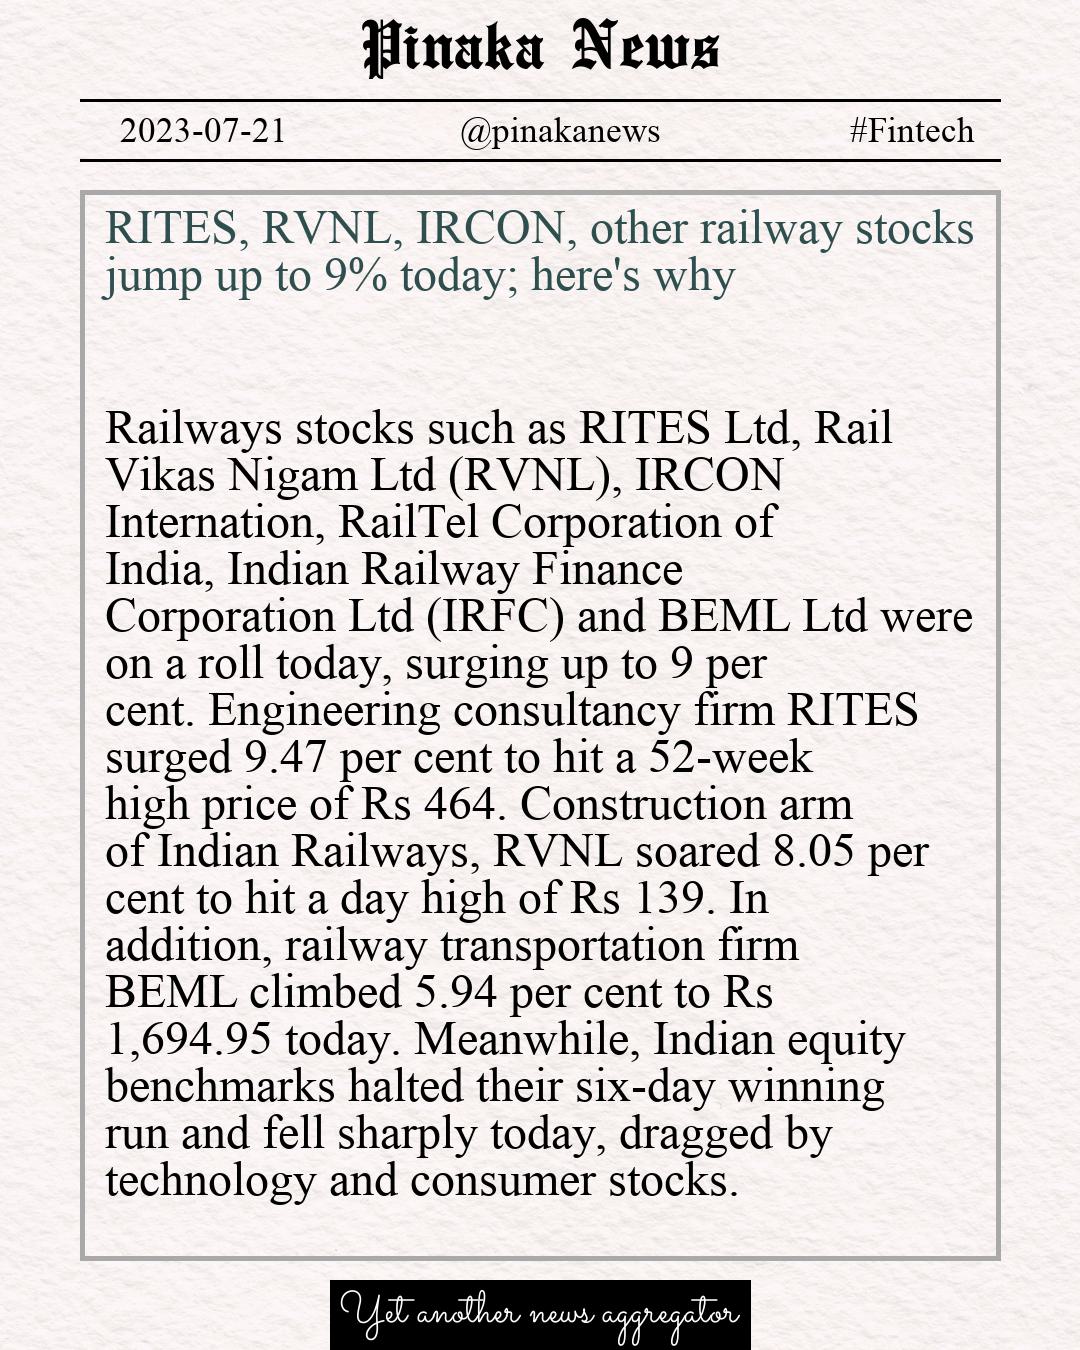 Pinaka News
2023-07-21 @pinakanews #Fintech
RITES, RVNL, IRCON, other railway stocks
jump up to 9% today; here's why
Railways stocks such as RITES Ltd, Rail
Vikas Nigam Ltd (RVNL), IRCON
Internation, RailTel Corporation of
India, Indian Railway Finance
Corporation Ltd (IRFC) and BEML Ltd were
on a roll today, surging up to 9 per
cent. Engineering consultancy firm RITES
surged 9.47 per cent to hit a 52-week
high price of Rs 464. Construction arm
of Indian Railways, RVNL soared 8.05 per
cent to hit a day high of Rs 139. In
addition, railway transportation firm
BEML climbed 5.94 per cent to Rs
1,694.95 today. Meanwhile, Indian equity
benchmarks halted their six-day winning
run and fell sharply today, dragged by
technology and consumer stocks.
Yet another news aggregator